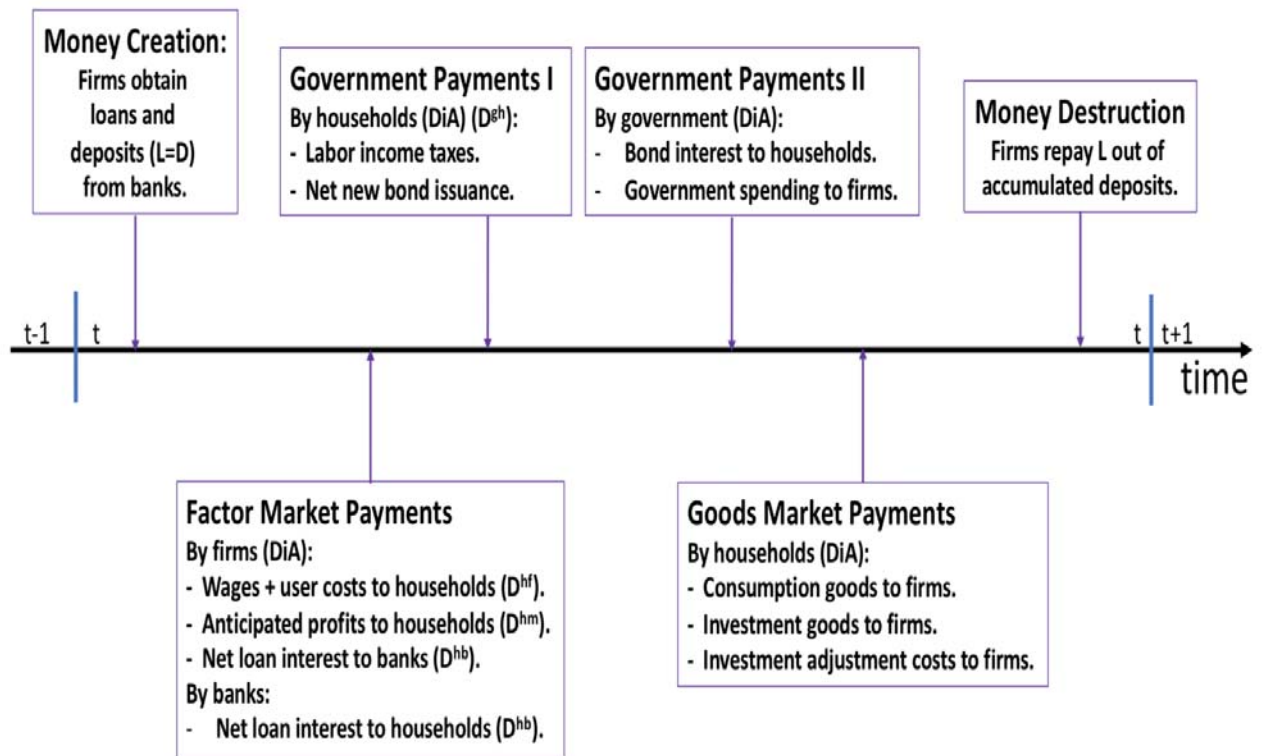 Money Creation:
Firms obtain
loans and
deposits (L=D)
from banks.
Government Payments I
By households (DiA) (D^gh):
- Labor income taxes.
- Net new bond issuance.
Government Payments II
By government (DiA):
- Bond interest to households.
- Government spending to firms.
Money Destruction
Firms repay L out of
accumulated deposits.
t-1 t
t t+1
time
Factor Market Payments
By firms (DiA):
- Wages + user costs to households (D^hf).
- Anticipated profits to households (D^hm).
- Net loan interest to banks (D^hb).
By banks:
- Net loan interest to households (D^hb).
Goods Market Payments
By households (DiA):
- Consumption goods to firms.
- Investment goods to firms.
- Investment adjustment costs to firms.